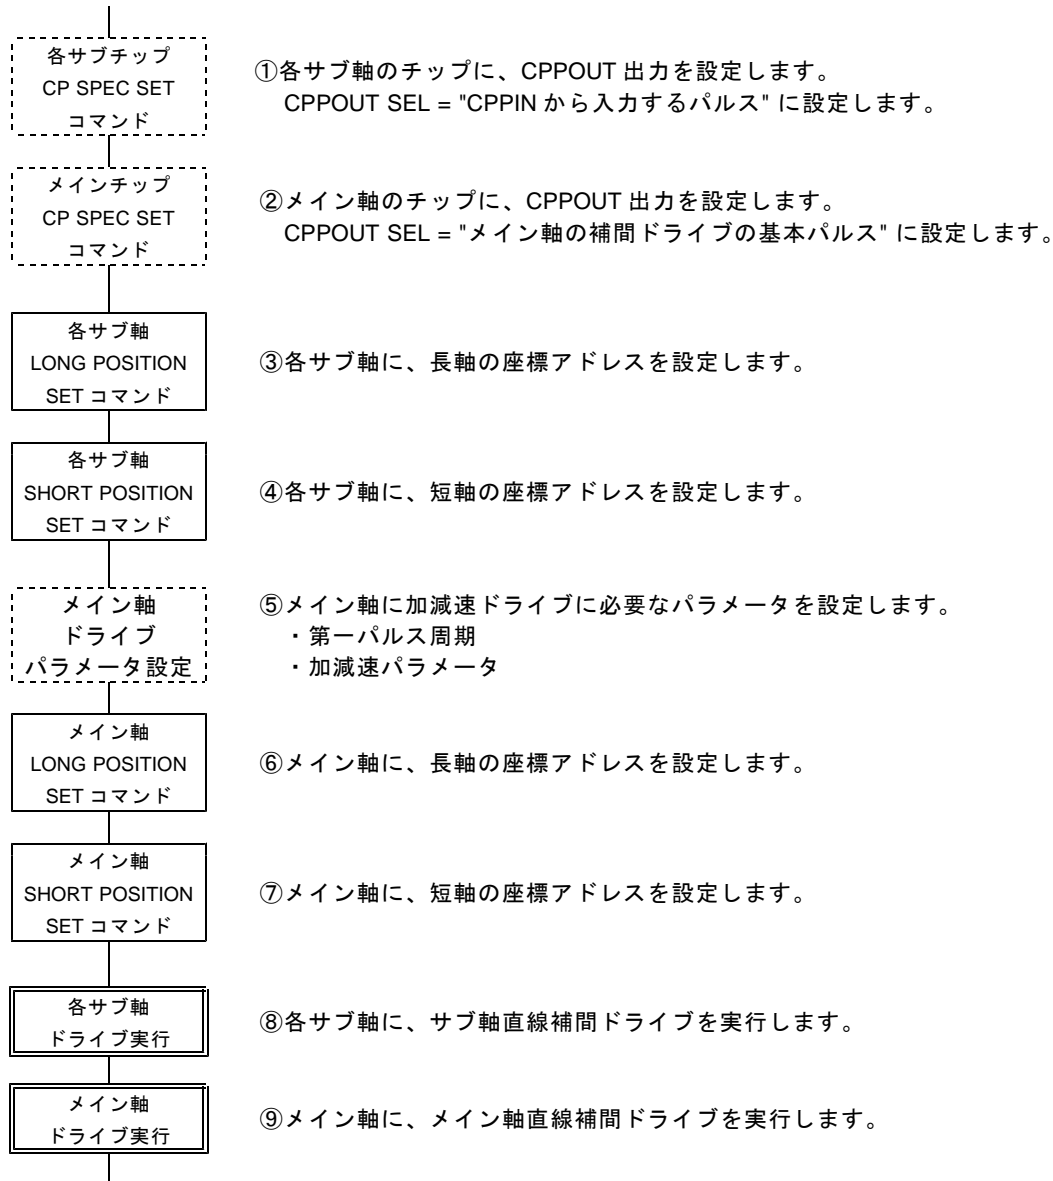 各サブチップ
CP SPEC SET
コマンド
①各サブ軸のチップに、CPPOUT 出力を設定します。
CPPOUT SEL = "CPPIN から入力するパルス" に設定します。
メインチップ
CP SPEC SET
コマンド
②メイン軸のチップに、CPPOUT 出力を設定します。
CPPOUT SEL = "メイン軸の補間ドライブの基本パルス" に設定します。
各サブ軸
LONG POSITION
SET コマンド
③各サブ軸に、長軸の座標アドレスを設定します。
各サブ軸
SHORT POSITION
SET コマンド
④各サブ軸に、短軸の座標アドレスを設定します。
メイン軸
ドライブ
パラメータ設定
⑤メイン軸に加減速ドライブに必要なパラメータを設定します。
・第一パルス周期
・加減速パラメータ
メイン軸
LONG POSITION
SET コマンド
⑥メイン軸に、長軸の座標アドレスを設定します。
メイン軸
SHORT POSITION
SET コマンド
⑦メイン軸に、短軸の座標アドレスを設定します。
各サブ軸
ドライブ実行
⑧各サブ軸に、サブ軸直線補間ドライブを実行します。
メイン軸
ドライブ実行
⑨メイン軸に、メイン軸直線補間ドライブを実行します。